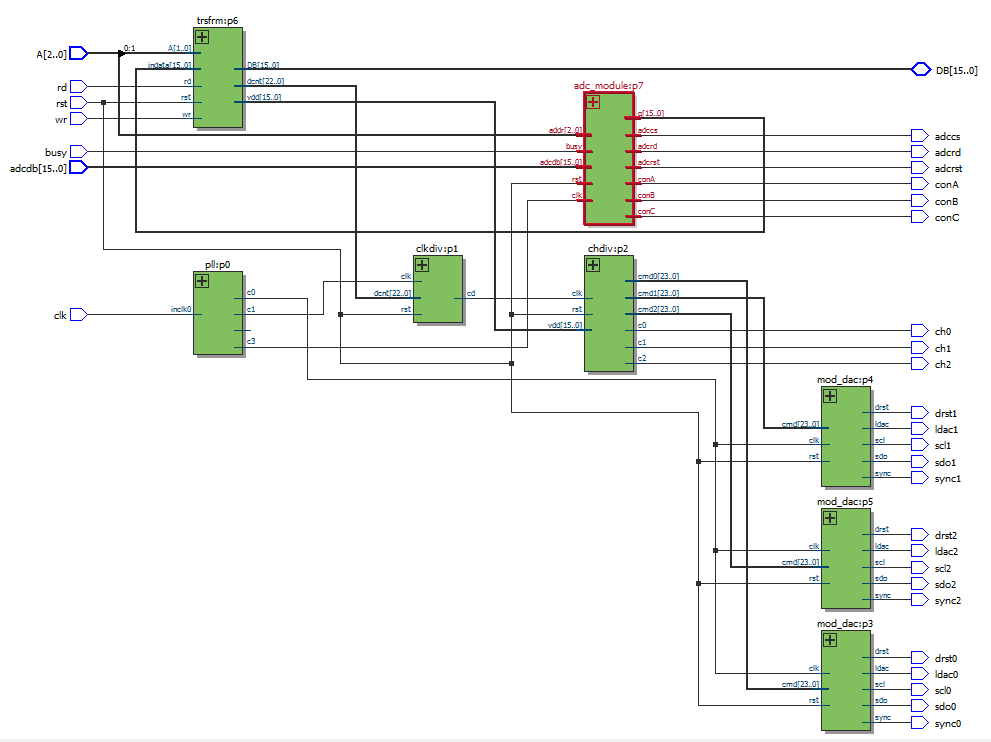 trsfrm:p6
A[2..0]
0:1
A[1..0]
indata[15..0]
rd
rst
wr
DB[15..0]
dcnt[22..0]
vdd[15..0]
rd
rst
wr
busy
adcdb[15..0]
DB[15..0]
adc_module:p7
addr[2..0]
busy
adcdb[15..0]
rst
clk
q[15..0]
adccs
adcrd
adcrst
conA
conB
conC
adccs
adcrd
adcrst
conA
conB
conC
pll:p0
clk
inclk0
c0
c1
c3
clkdiv:p1
clk
dcnt[22..0]
rst
cd
chdiv:p2
clk
rst
vdd[15..0]
cmd0[23..0]
cmd1[23..0]
cmd2[23..0]
c0
c1
c2
ch0
ch1
ch2
mod_dac:p4
cmd[23..0]
clk
rst
drst
ldac
scl
sdo
sync
drst1
ldac1
scl1
sdo1
sync1
mod_dac:p5
clk
cmd[23..0]
rst
drst
ldac
scl
sdo
sync
drst2
ldac2
scl2
sdo2
sync2
mod_dac:p3
clk
cmd[23..0]
rst
drst
ldac
scl
sdo
sync
drst0
ldac0
scl0
sdo0
sync0